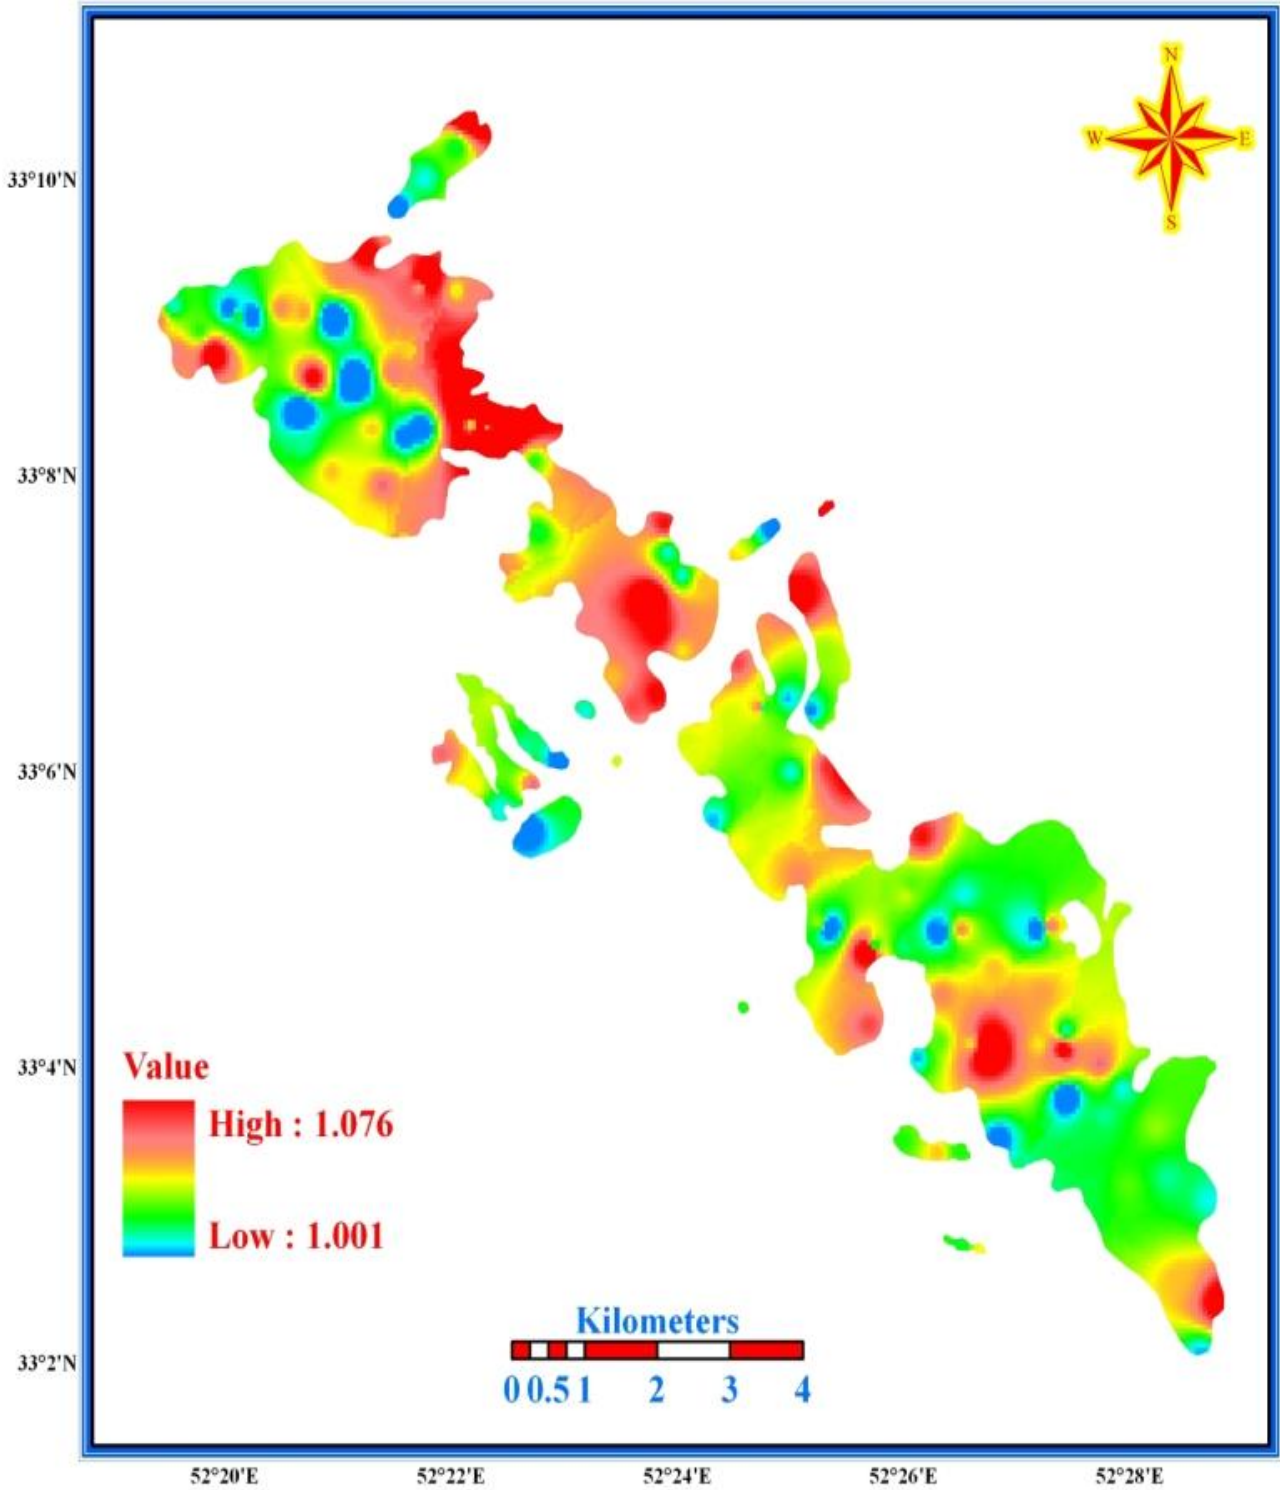 N
W E
S
33°10'N
33°8'N
33°6'N
33°4'N
33°2'N
Value
High : 1.076
Low : 1.001
Kilometers
0 0.5 1 2 3 4
52°20'E 52°22'E 52°24'E 52°26'E 52°28'E